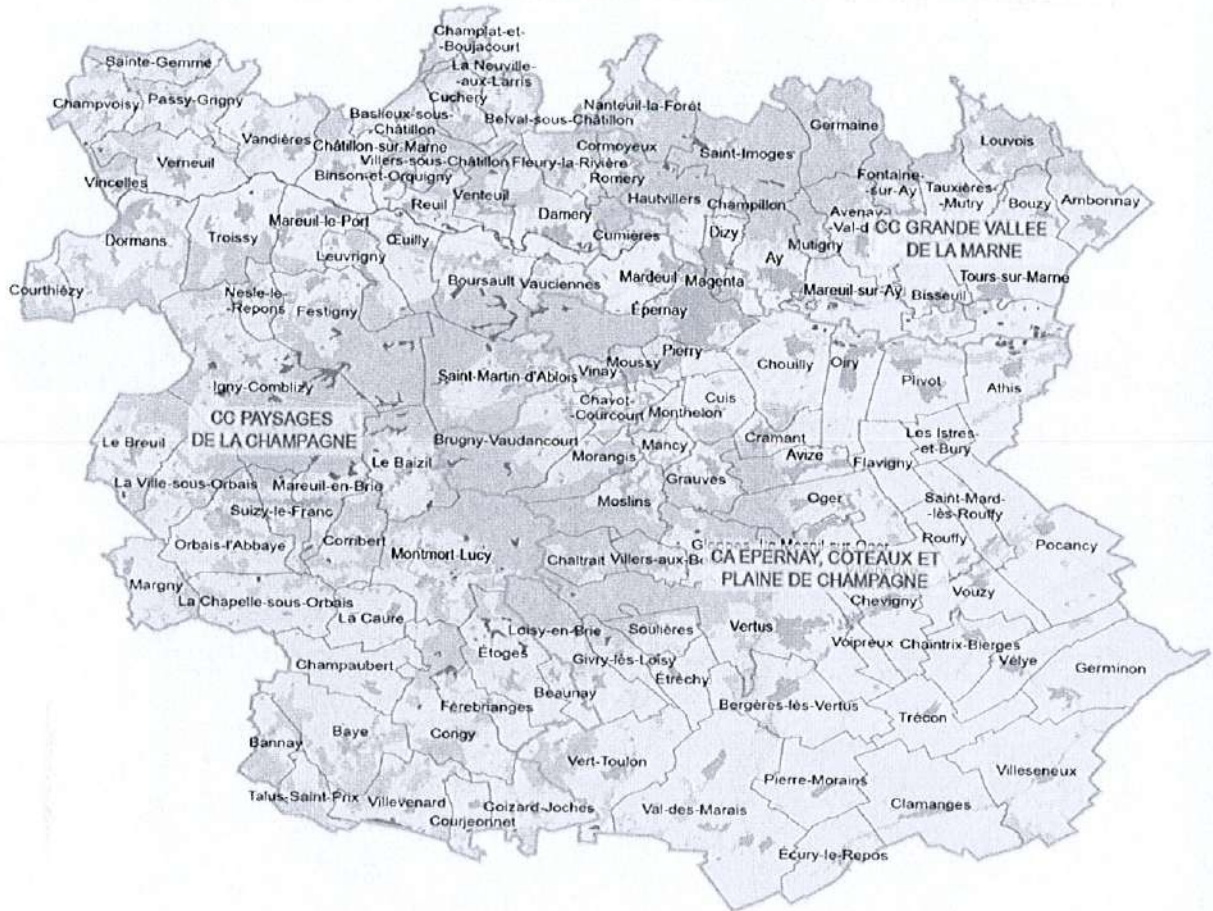 Champlat-et-
-Boujacourt
Sainte-Gemme
La Neuville-
-aux-Larris
Champvoisy
Passy-Grigny
Cuchery
Nanteuil-la-Forêt
Baslieux-sous-
Châtillon
Belval-sous-Châtillon
Germaine
Louvois
Vandières
Châtillon-sur-Marne
Cormoyeux
Saint-Imoges
Verneuil
Villers-sous-Châtillon
Fleury-la-Rivière
Fontaine-
-sur-Ay
Vincelles
Binson-et-Orquigny
Romery
Tauxières-
-Mutry
Bouzy
Ambonnay
Reuil
Venteuil
Hautvillers
Champillon
Mareuil-le-Port
Damery
Avenay-
-Val-d
CC GRANDE VALLEE
DE LA MARNE
Dormans
Troissy
Œuilly
Cumières
Dizy
Mutigny
Leuvrigny
Ay
Courthiézy
Nesle-le-
-Repons
Festigny
Boursault
Vauciennes
Mardeuil
Magenta
Mareuil-sur-Ay
Bisseuil
Tours-sur-Marne
Épernay
Pierry
Moussy
Chouilly
Oiry
Saint-Martin-d'Ablois
Vinay
Plivot
Athis
Igny-Comblizy
Chavot-
-Courcourt
Monthelon
Cuis
CC PAYSAGES
DE LA CHAMPAGNE
Le Breuil
Brugny-Vaudancourt
Mancy
Cramant
Les Istres-
-et-Bury
Le Baizil
Morangis
Avize
Flavigny
La Ville-sous-Orbais
Mareuil-en-Brie
Grauves
Suizy-le-Franc
Moslins
Oger
Saint-Mard-
-lès-Rouffy
Orbais-l'Abbaye
Corribert
Rouffy
Montmort-Lucy
Chaltrait
Villers-aux-B
CA EPERNAY, COTEAUX ET
PLAINE DE CHAMPAGNE
Pocancy
Margny
Vouzy
La Chapelle-sous-Orbais
Chevigny
La Caure
Loisy-en-Brie
Soulières
Vertus
Voipreux
Chaintrix-Bierges
Étoges
Champaubert
Givry-lès-Loisy
Vélye
Germinon
Étréchy
Beaunay
Bergères-lès-Vertus
Férebrianges
Trécon
Bannay
Baye
Congy
Vert-Toulon
Villeseneux
Talus-Saint-Prix
Villevenard
Coizard-Joches
Pierre-Morains
Courjeonnet
Val-des-Marais
Clamanges
Écury-le-Repos